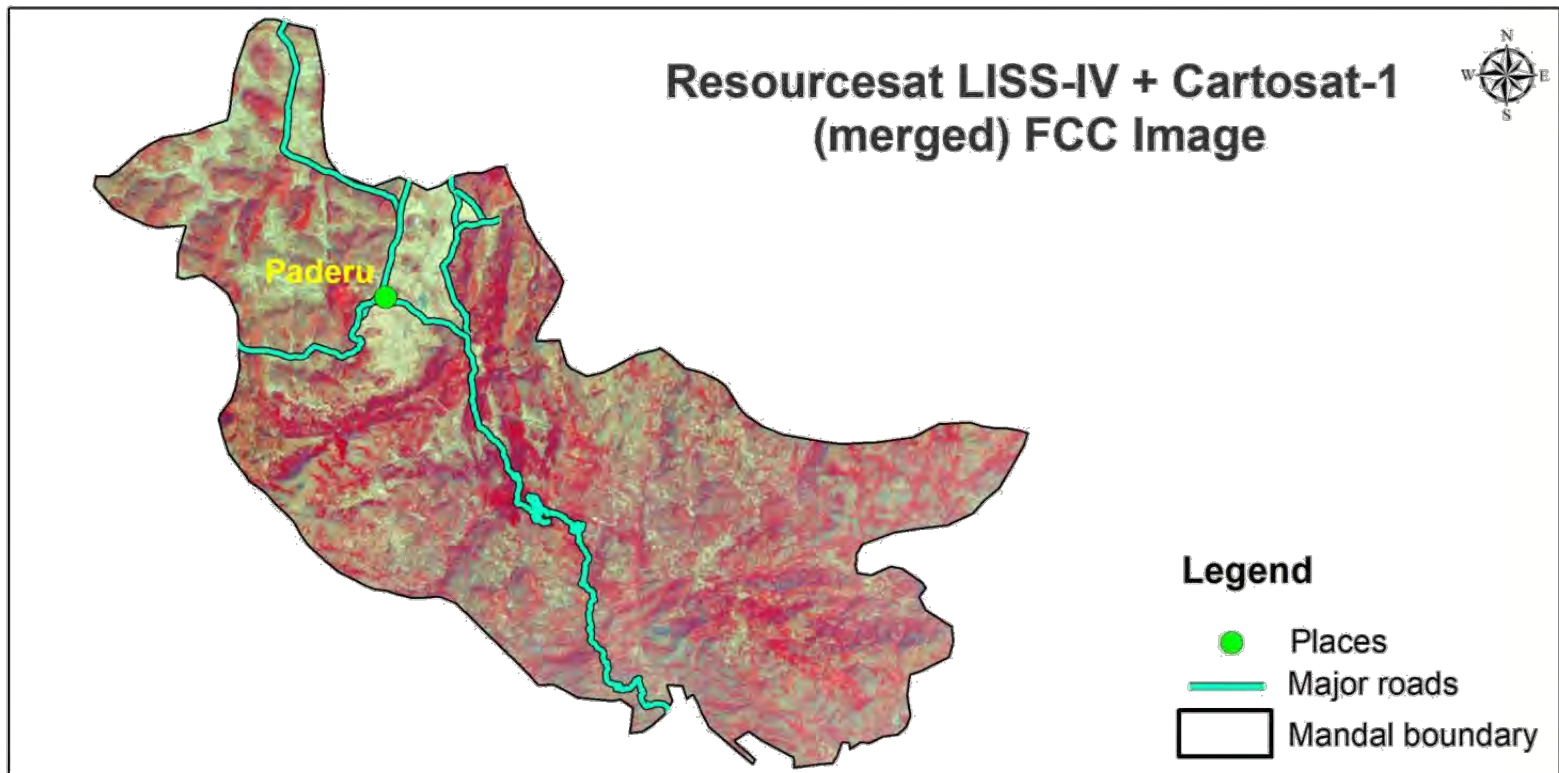 Resourcesat LISS-IV + Cartosat-1
(merged) FCC Image
N
W E
S
Paderu
Legend
Places
Major roads
Mandal boundary